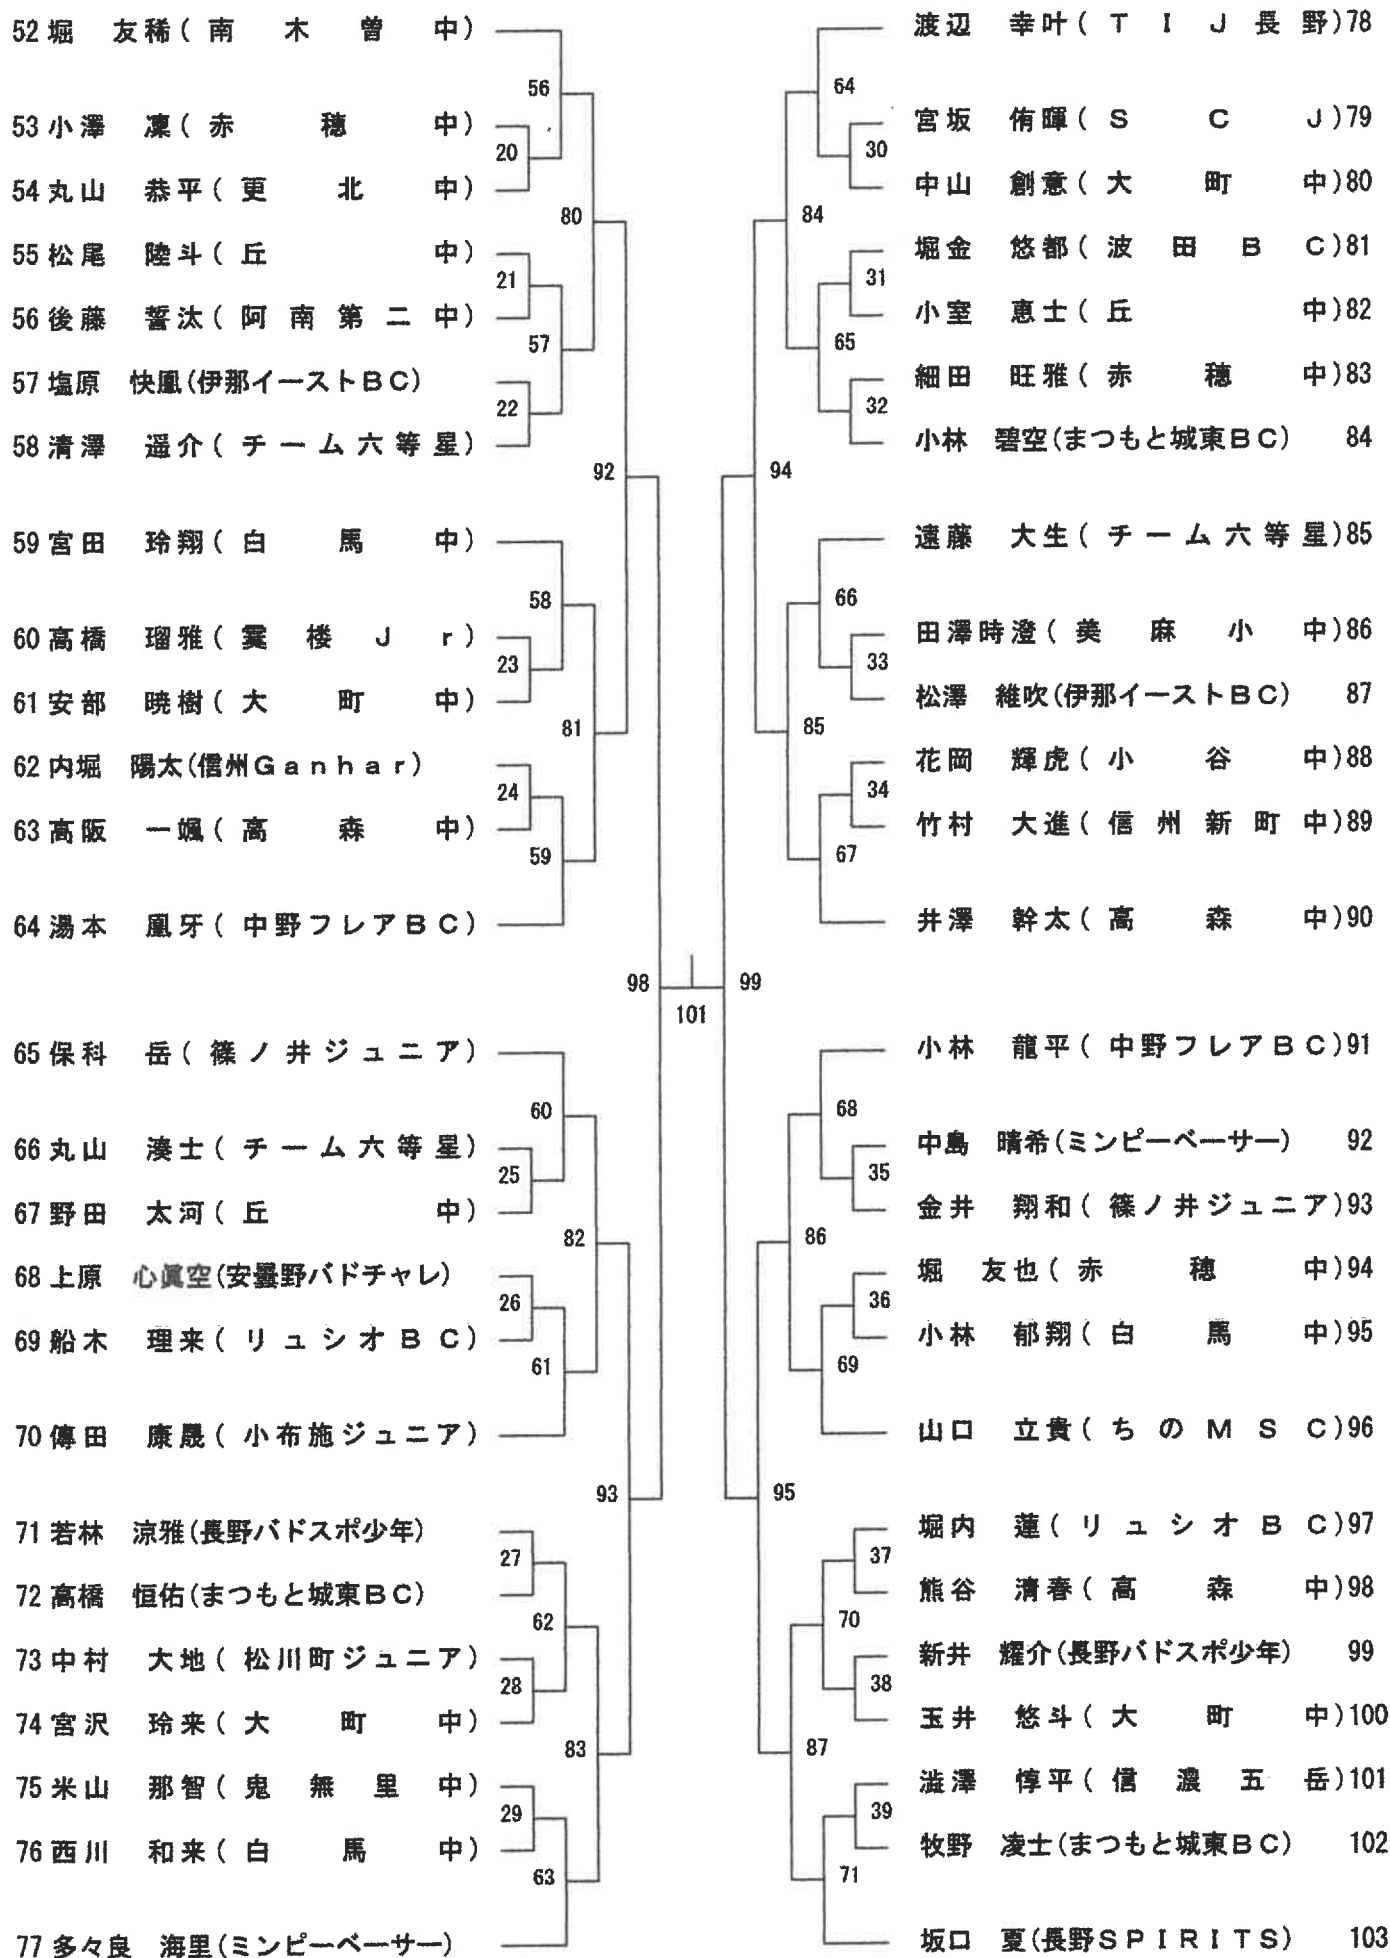 52 堀 友稀 ( 南 木 曽 中 )
56
53 小澤 凜 ( 赤 穂 中 )
20
54 丸山 恭平 ( 更 北 中 )
80
55 松尾 陸斗 ( 丘 中 )
21
56 後藤 誓汰 ( 阿 南 第 二 中 )
57
57 塩原 快凰 (伊那イーストBC)
22
58 清澤 遥介 ( チ ー ム 六 等 星 )
92
59 宮田 玲翔 ( 白 馬 中 )
58
60 高橋 瑠雅 ( 翼 楼 J r )
23
61 安部 暁樹 ( 大 町 中 )
81
62 内堀 陽太 (信州Ganhar)
24
63 高阪 一颯 ( 高 森 中 )
59
64 湯本 凰牙 ( 中野フレアBC )
98
101
65 保科 岳 ( 篠ノ井ジュニア )
60
66 丸山 湊士 ( チ ー ム 六 等 星 )
25
67 野田 太河 ( 丘 中 )
82
68 上原 心眞空 (安曇野バドチャレ)
26
69 船木 理来 ( リュシオBC )
61
70 傳田 康晟 ( 小布施ジュニア )
93
71 若林 涼雅 (長野バドスポ少年)
27
72 高橋 恒佑 (まつもと城東BC)
62
73 中村 大地 ( 松川町ジュニア )
28
74 宮沢 玲来 ( 大 町 中 )
83
75 米山 那智 ( 鬼 無 里 中 )
29
76 西川 和来 ( 白 馬 中 )
63
77 多々良 海里 (ミンピーベーサー)
渡辺 幸叶 ( T I J 長 野 ) 78
64
宮坂 侑暉 ( S C J ) 79
30
中山 創意 ( 大 町 中 ) 80
84
堀金 悠都 ( 波 田 B C ) 81
31
小室 恵士 ( 丘 中 ) 82
65
細田 旺雅 ( 赤 穂 中 ) 83
32
小林 碧空 (まつもと城東BC) 84
94
遠藤 大生 ( チ ー ム 六 等 星 ) 85
66
田澤時澄 ( 美 麻 小 中 ) 86
33
松澤 維吹 (伊那イーストBC) 87
85
花岡 輝虎 ( 小 谷 中 ) 88
34
竹村 大進 ( 信 州 新 町 中 ) 89
67
井澤 幹太 ( 高 森 中 ) 90
99
小林 龍平 ( 中野フレアBC ) 91
68
中島 晴希 (ミンピーベーサー) 92
35
金井 翔和 ( 篠ノ井ジュニア ) 93
86
堀 友也 ( 赤 穂 中 ) 94
36
小林 郁翔 ( 白 馬 中 ) 95
69
山口 立貴 ( ち の M S C ) 96
95
堀内 蓮 ( リュシオBC ) 97
37
熊谷 清春 ( 高 森 中 ) 98
70
新井 耀介 (長野バドスポ少年) 99
38
玉井 悠斗 ( 大 町 中 ) 100
87
澁澤 惇平 ( 信 濃 五 岳 ) 101
39
牧野 凌士 (まつもと城東BC) 102
71
坂口 夏 (長野SPIRITS) 103